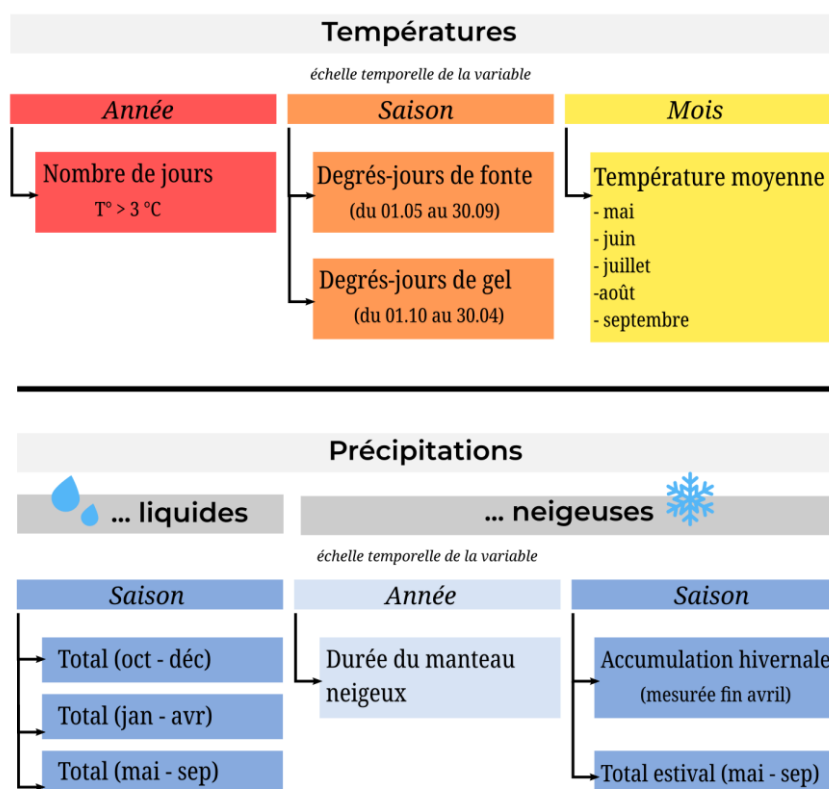 Températures
échelle temporelle de la variable
Année
Saison
Mois
Nombre de jours
T° > 3 °C
Degrés-jours de fonte
(du 01.05 au 30.09)
Degrés-jours de gel
(du 01.10 au 30.04)
Température moyenne
- mai
- juin
- juillet
-août
- septembre
Précipitations
... liquides
... neigeuses
échelle temporelle de la variable
Saison
Année
Saison
Total (oct - déc)
Total (jan - avr)
Total (mai - sep)
Durée du manteau
neigeux
Accumulation hivernale
(mesurée fin avril)
Total estival (mai - sep)